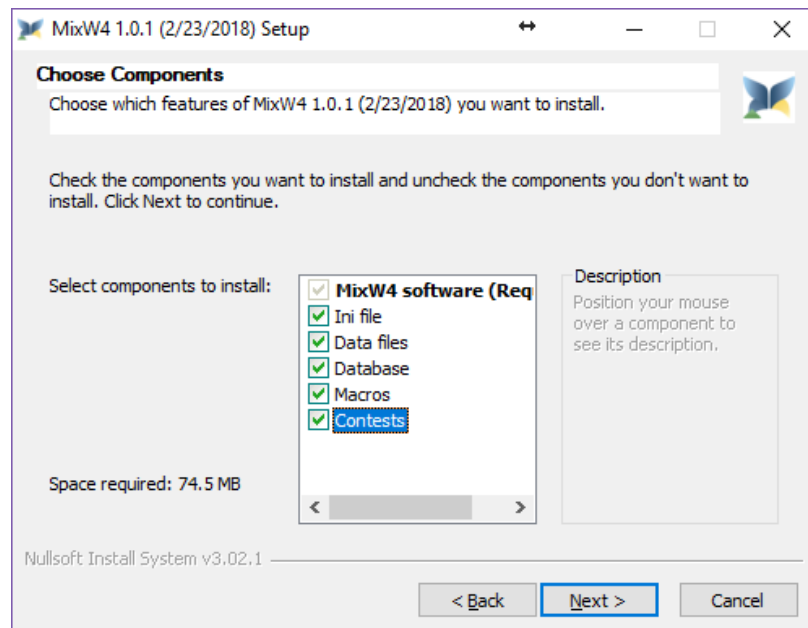 MixW4 1.0.1 (2/23/2018) Setup
Choose Components
Choose which features of MixW4 1.0.1 (2/23/2018) you want to install.
Check the components you want to install and uncheck the components you don't want to
install. Click Next to continue.
Select components to install:
MixW4 software (Req
Ini file
Data files
Database
Macros
Contests
Description
Position your mouse
over a component to
see its description.
Space required: 74.5 MB
Nullsoft Install System v3.02.1
< Back
Next >
Cancel